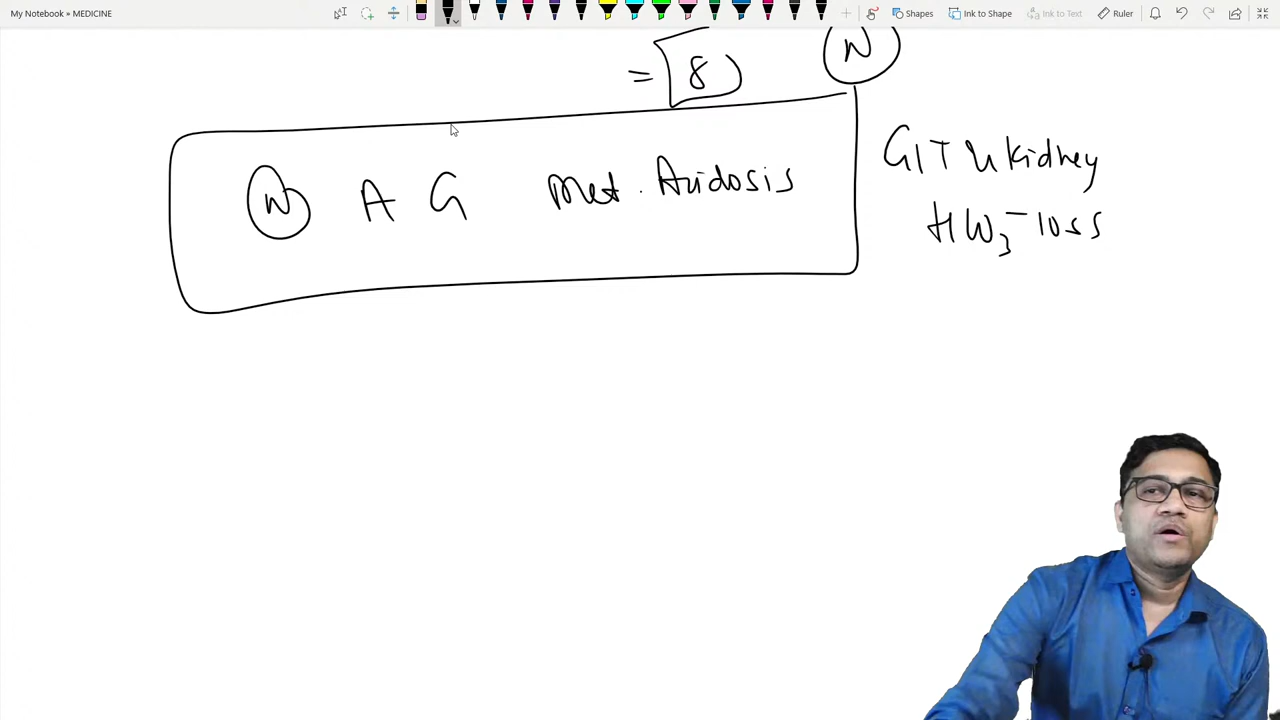 My Notebook » MEDICINE
Shapes
Ink to Shape
Ink to Text
Ruler
= 8
N
N A G Met. Acidosis
GIT Kidney
HCO3- loss